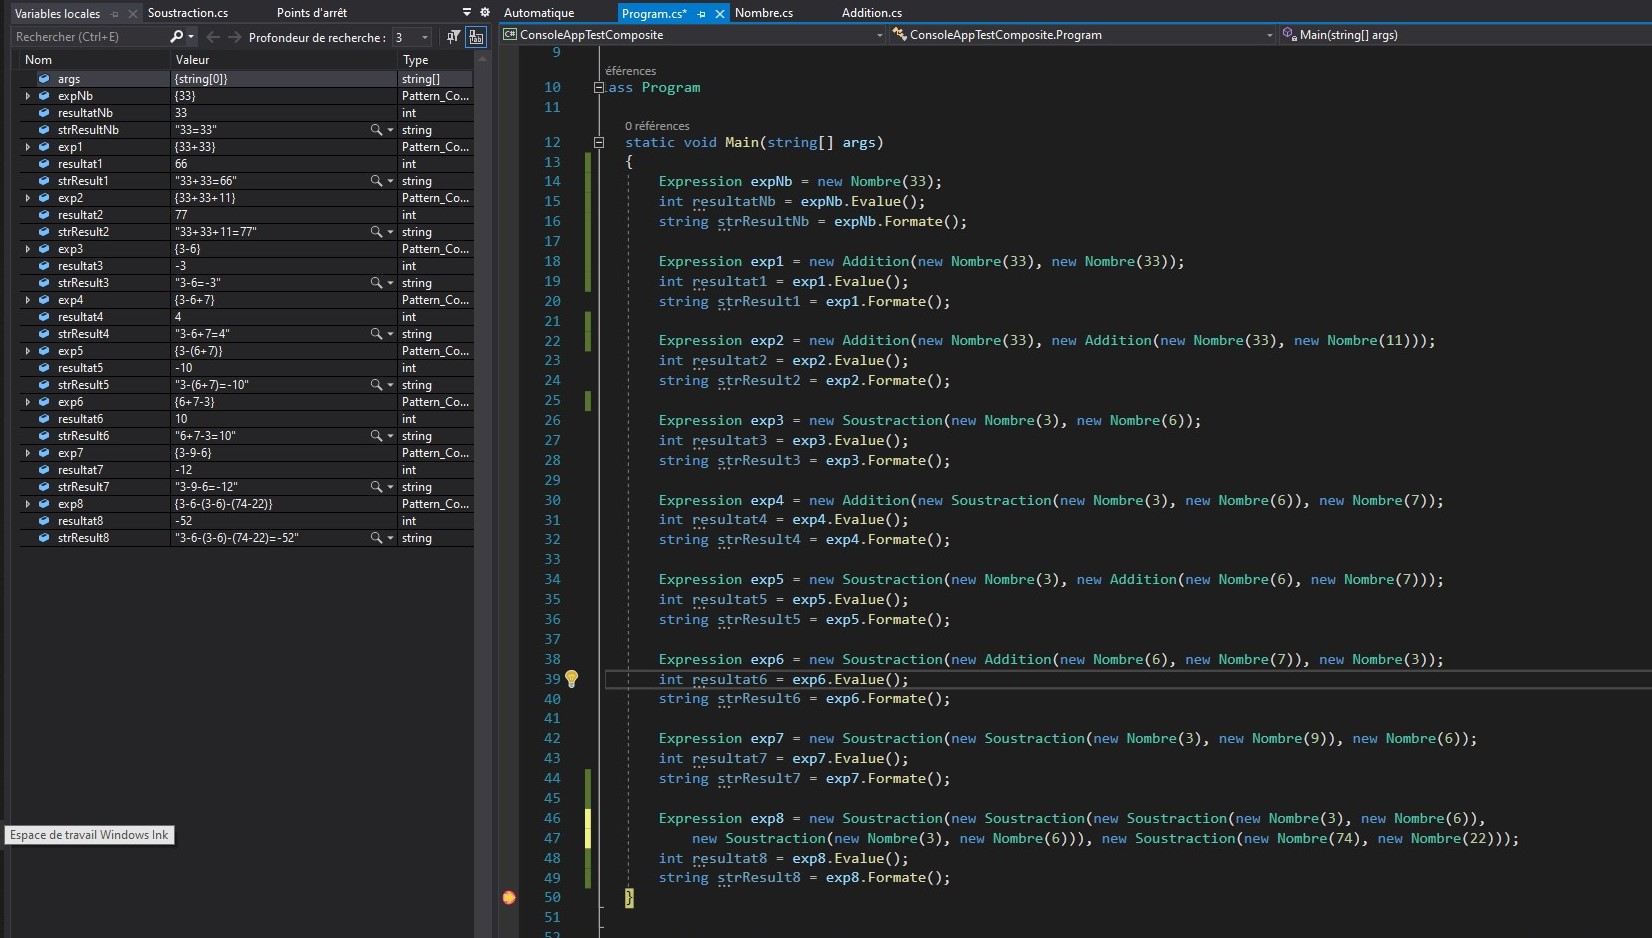 Variables locales Soustraction.cs Points d'arrêt
Rechercher (Ctrl+E) Profondeur de recherche : 3
Nom Valeur Type
args {string[0]} string[]
expNb {33} Pattern_Co...
resultatNb 33 int
strResultNb "33=33" string
exp1 {33+33} Pattern_Co...
resultat1 66 int
strResult1 "33+33=66" string
exp2 {33+33+11} Pattern_Co...
resultat2 77 int
strResult2 "33+33+11=77" string
exp3 {3-6} Pattern_Co...
resultat3 -3 int
strResult3 "3-6=-3" string
exp4 {3-6+7} Pattern_Co...
resultat4 4 int
strResult4 "3-6+7=4" string
exp5 {3-(6+7)} Pattern_Co...
resultat5 -10 int
strResult5 "3-(6+7)=-10" string
exp6 {6+7-3} Pattern_Co...
resultat6 10 int
strResult6 "6+7-3=10" string
exp7 {3-9-6} Pattern_Co...
resultat7 -12 int
strResult7 "3-9-6=-12" string
exp8 {3-6-(3-6)-(74-22)} Pattern_Co...
resultat8 -52 int
strResult8 "3-6-(3-6)-(74-22)=-52" string
Espace de travail Windows Ink
Automatique Program.cs* Nombre.cs Addition.cs
C# ConsoleAppTestComposite ConsoleAppTestComposite.Program Main(string[] args)
9
éférences
10 ass Program
11
0 références
12 static void Main(string[] args)
13 {
14 Expression expNb = new Nombre(33);
15 int resultatNb = expNb.Evalue();
16 string strResultNb = expNb.Formate();
17
18 Expression exp1 = new Addition(new Nombre(33), new Nombre(33));
19 int resultat1 = exp1.Evalue();
20 string strResult1 = exp1.Formate();
21
22 Expression exp2 = new Addition(new Nombre(33), new Addition(new Nombre(33), new Nombre(11)));
23 int resultat2 = exp2.Evalue();
24 string strResult2 = exp2.Formate();
25
26 Expression exp3 = new Soustraction(new Nombre(3), new Nombre(6));
27 int resultat3 = exp3.Evalue();
28 string strResult3 = exp3.Formate();
29
30 Expression exp4 = new Addition(new Soustraction(new Nombre(3), new Nombre(6)), new Nombre(7));
31 int resultat4 = exp4.Evalue();
32 string strResult4 = exp4.Formate();
33
34 Expression exp5 = new Soustraction(new Nombre(3), new Addition(new Nombre(6), new Nombre(7)));
35 int resultat5 = exp5.Evalue();
36 string strResult5 = exp5.Formate();
37
38 Expression exp6 = new Soustraction(new Addition(new Nombre(6), new Nombre(7)), new Nombre(3));
39 int resultat6 = exp6.Evalue();
40 string strResult6 = exp6.Formate();
41
42 Expression exp7 = new Soustraction(new Soustraction(new Nombre(3), new Nombre(9)), new Nombre(6));
43 int resultat7 = exp7.Evalue();
44 string strResult7 = exp7.Formate();
45
46 Expression exp8 = new Soustraction(new Soustraction(new Soustraction(new Nombre(3), new Nombre(6)),
47 new Soustraction(new Nombre(3), new Nombre(6))), new Soustraction(new Nombre(74), new Nombre(22)));
48 int resultat8 = exp8.Evalue();
49 string strResult8 = exp8.Formate();
50 }
51
52